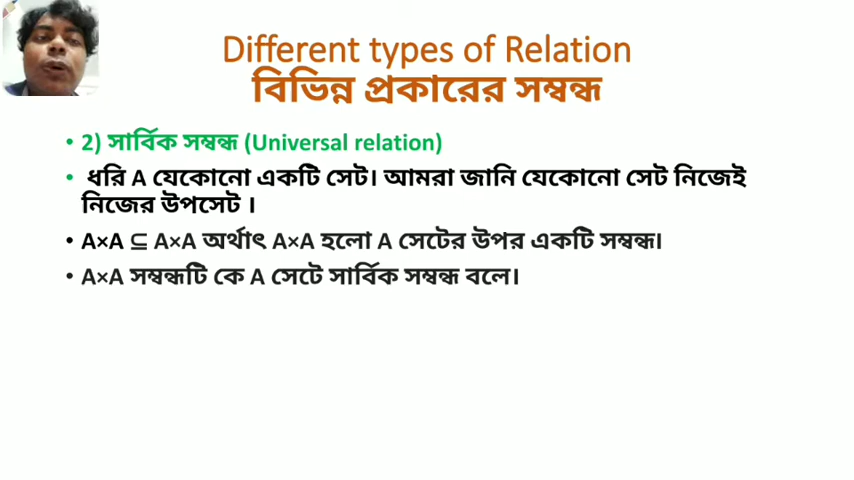 Different types of Relation
বিভিন্ন প্রকারের সম্বন্ধ
• 2) সার্বিক সম্বন্ধ (Universal relation)
• ধরি A যেকোনো একটি সেট। আমরা জানি যেকোনো সেট নিজেই
নিজের উপসেট ।
• A×A ⊆ A×A অর্থাৎ A×A হলো A সেটের উপর একটি সম্বন্ধ।
• A×A সম্বন্ধটি কে A সেটে সার্বিক সম্বন্ধ বলে।